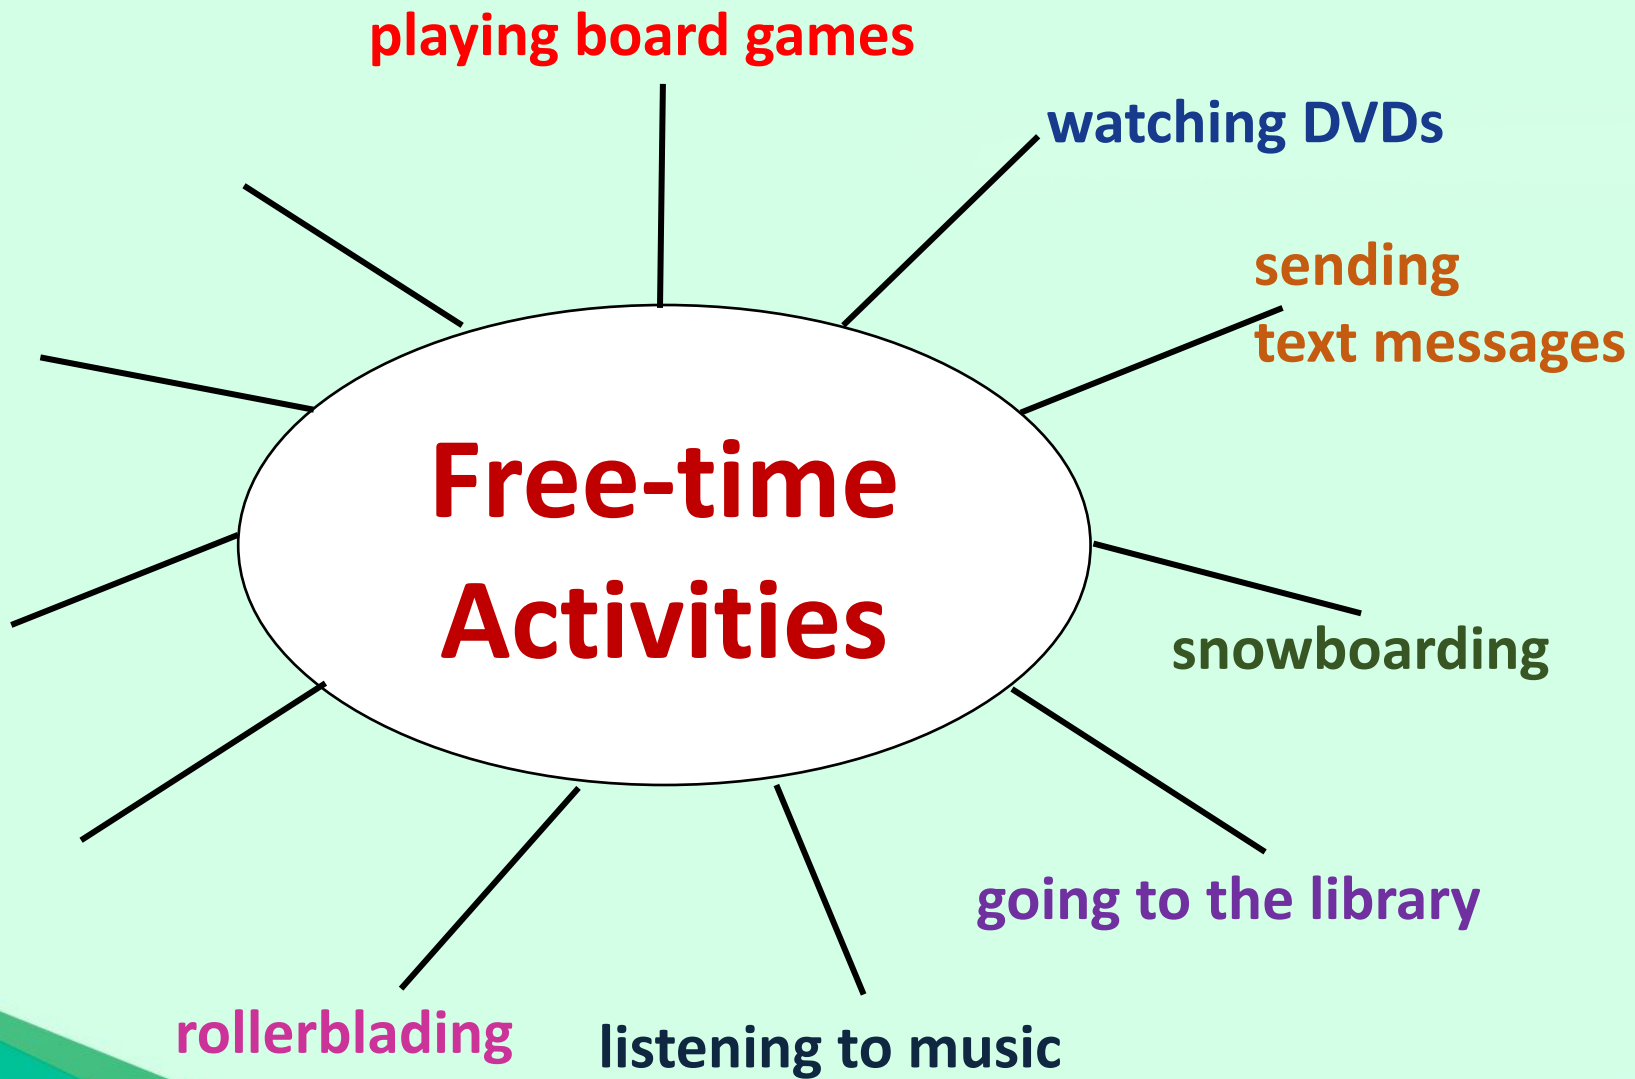 playing board games
watching DVDs
sending
text messages
Free-time
Activities
snowboarding
going to the library
rollerblading
listening to music